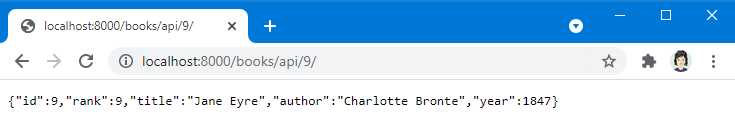 localhost:8000/books/api/9/
localhost:8000/books/api/9/
{"id":9,"rank":9,"title":"Jane Eyre","author":"Charlotte Bronte","year":1847}